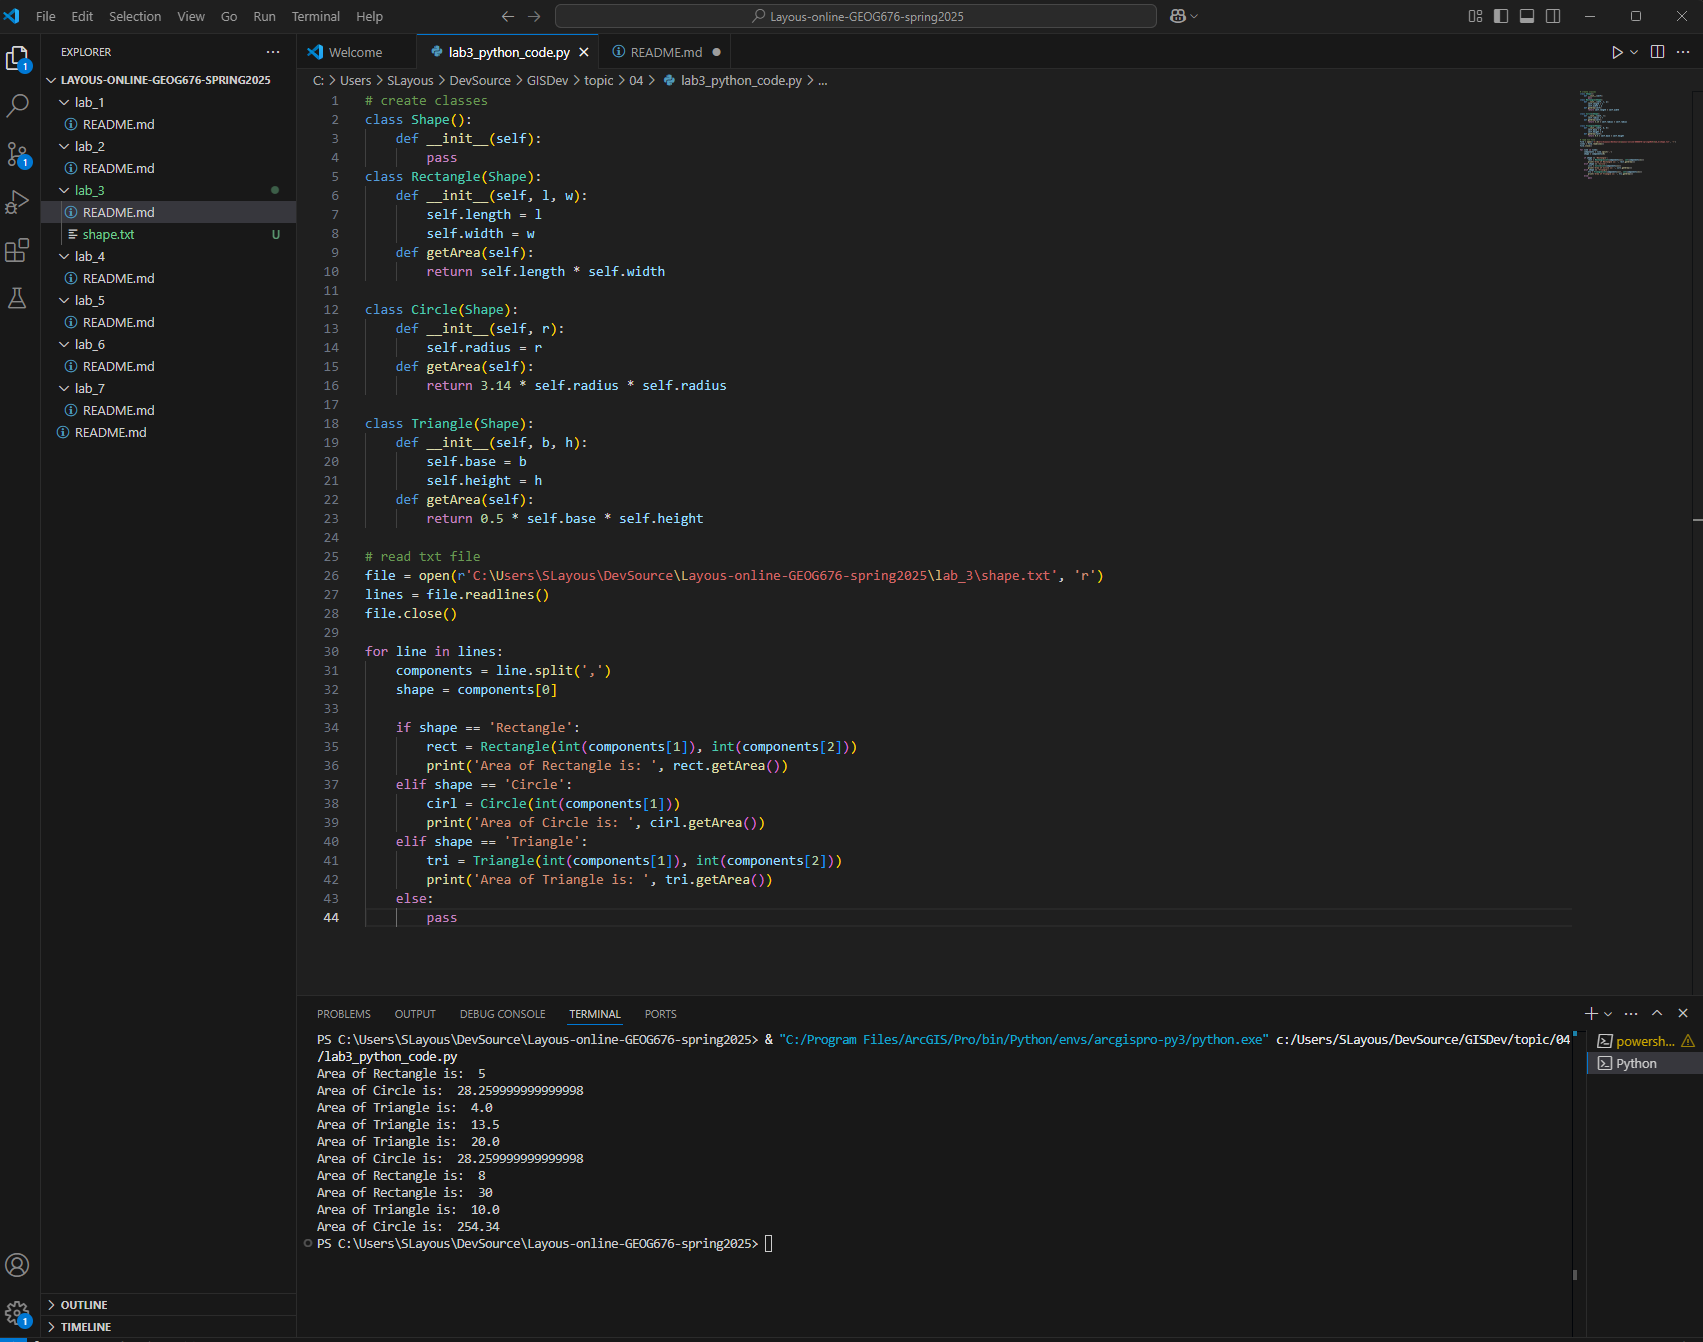 File Edit Selection View Go Run Terminal Help
Layous-online-GEOG676-spring2025
EXPLORER
LAYOUS-ONLINE-GEOG676-SPRING2025
lab_1
README.md
lab_2
README.md
lab_3
README.md
shape.txt U
lab_4
README.md
lab_5
README.md
lab_6
README.md
lab_7
README.md
README.md
OUTLINE
TIMELINE
1
1
1
Welcome lab3_python_code.py README.md
C: > Users > SLayous > DevSource > GISDev > topic > 04 > lab3_python_code.py > ...
1 # create classes
2 class Shape():
3     def __init__(self):
4         pass
5 class Rectangle(Shape):
6     def __init__(self, l, w):
7         self.length = l
8         self.width = w
9     def getArea(self):
10         return self.length * self.width
11
12 class Circle(Shape):
13     def __init__(self, r):
14         self.radius = r
15     def getArea(self):
16         return 3.14 * self.radius * self.radius
17
18 class Triangle(Shape):
19     def __init__(self, b, h):
20         self.base = b
21         self.height = h
22     def getArea(self):
23         return 0.5 * self.base * self.height
24
25 # read txt file
26 file = open(r'C:\Users\SLayous\DevSource\Layous-online-GEOG676-spring2025\lab_3\shape.txt', 'r')
27 lines = file.readlines()
28 file.close()
29
30 for line in lines:
31     components = line.split(',')
32     shape = components[0]
33
34     if shape == 'Rectangle':
35         rect = Rectangle(int(components[1]), int(components[2]))
36         print('Area of Rectangle is: ', rect.getArea())
37     elif shape == 'Circle':
38         cirl = Circle(int(components[1]))
39         print('Area of Circle is: ', cirl.getArea())
40     elif shape == 'Triangle':
41         tri = Triangle(int(components[1]), int(components[2]))
42         print('Area of Triangle is: ', tri.getArea())
43     else:
44         pass
PROBLEMS OUTPUT DEBUG CONSOLE TERMINAL PORTS
PS C:\Users\SLayous\DevSource\Layous-online-GEOG676-spring2025> & "C:/Program Files/ArcGIS/Pro/bin/Python/envs/arcgispro-py3/python.exe" c:/Users/SLayous/DevSource/GISDev/topic/04
/lab3_python_code.py
Area of Rectangle is:  5
Area of Circle is:  28.259999999999998
Area of Triangle is:  4.0
Area of Triangle is:  13.5
Area of Triangle is:  20.0
Area of Circle is:  28.259999999999998
Area of Rectangle is:  8
Area of Rectangle is:  30
Area of Triangle is:  10.0
Area of Circle is:  254.34
PS C:\Users\SLayous\DevSource\Layous-online-GEOG676-spring2025>
powersh...
Python